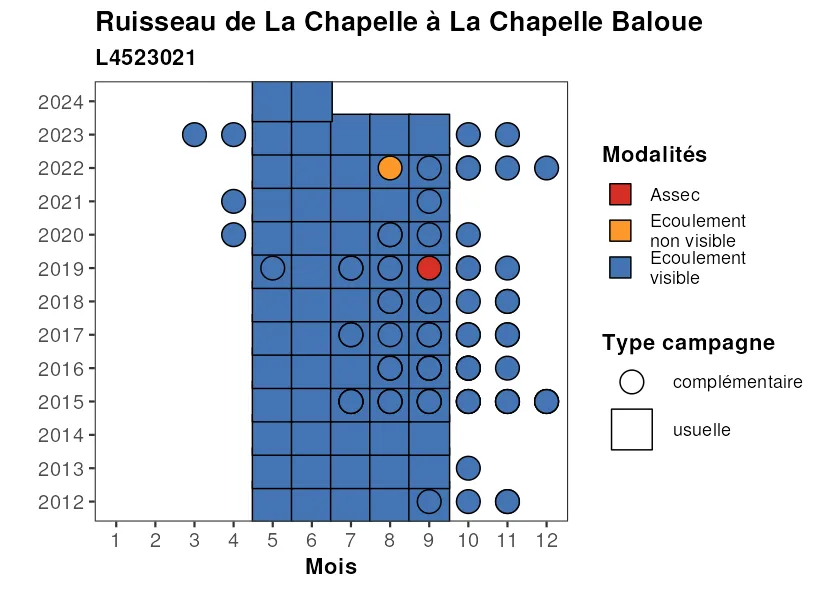 Ruisseau de La Chapelle à La Chapelle Baloue
L4523021
2024
2023
2022
2021
2020
2019
2018
2017
2016
2015
2014
2013
2012
1 2 3 4 5 6 7 8 9 10 11 12
Mois
Modalités
Assec
Ecoulement
non visible
Ecoulement
visible
Type campagne
complémentaire
usuelle